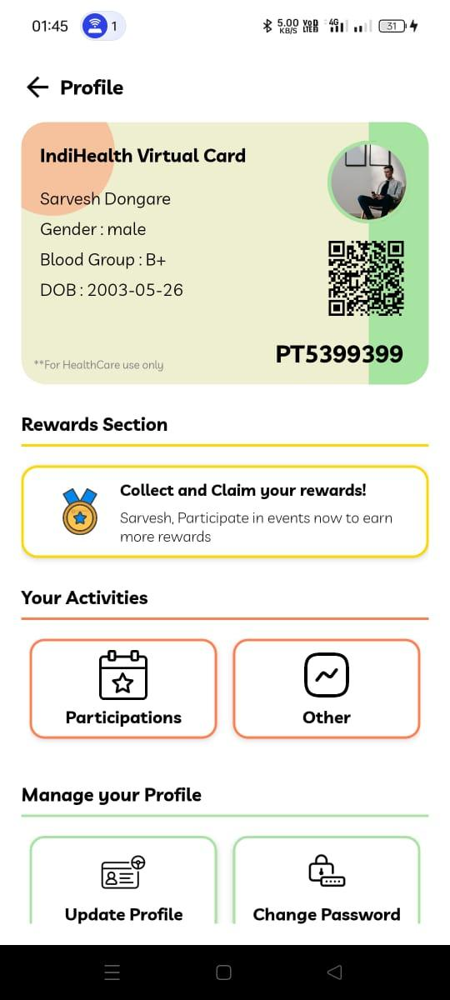 01:45 1 5.00 KB/S VoD LTED 4G 31
Profile
IndiHealth Virtual Card
Sarvesh Dongare
Gender : male
Blood Group : B+
DOB : 2003-05-26
PT5399399
**For HealthCare use only
Rewards Section
Collect and Claim your rewards!
Sarvesh, Participate in events now to earn
more rewards
Your Activities
Participations Other
Manage your Profile
Update Profile Change Password